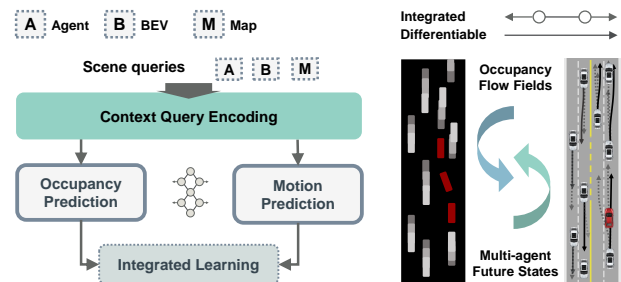 A Agent B BEV M Map
Scene queries A B M
Context Query Encoding
Occupancy
Prediction
Motion
Prediction
Integrated Learning
Integrated
Differentiable
Occupancy
Flow Fields
Multi-agent
Future States